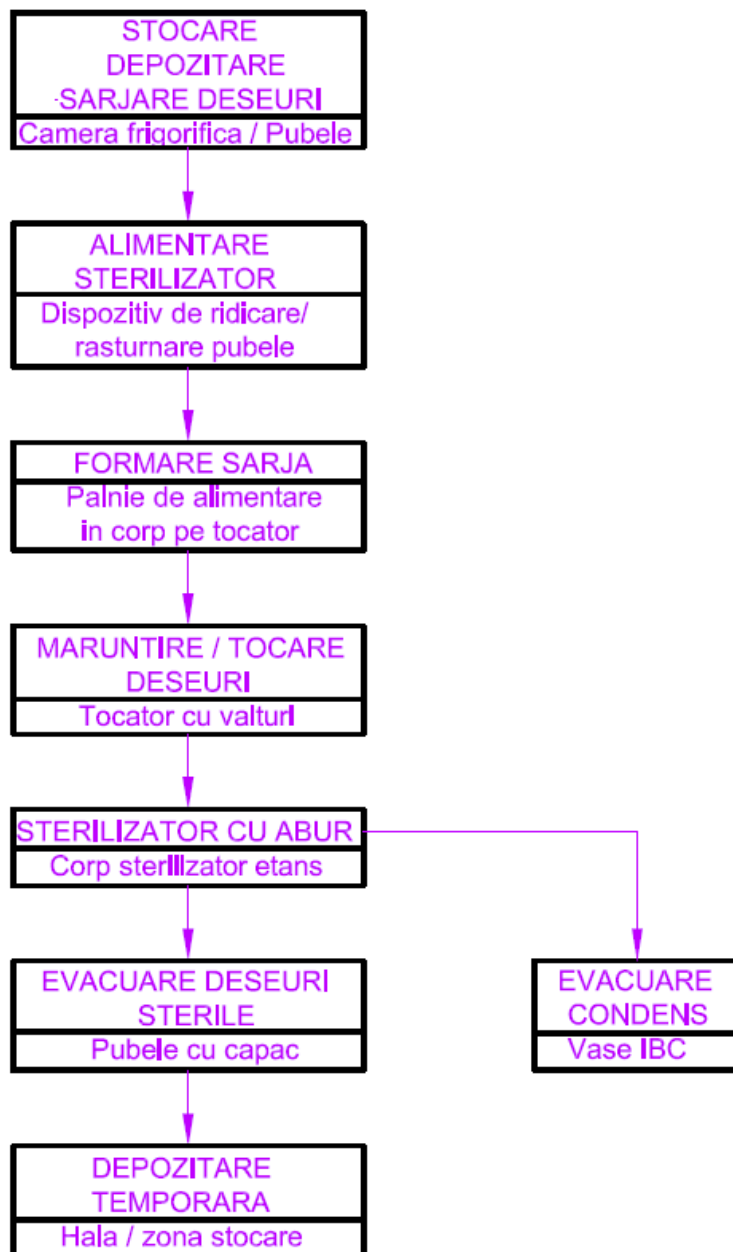 STOCARE
DEPOZITARE
-SARJARE DESEURI
Camera frigorifica / Pubele
ALIMENTARE
STERILIZATOR
Dispozitiv de ridicare/
rasturnare pubele
FORMARE SARJA
Palnie de alimentare
in corp pe tocator
MARUNTIRE / TOCARE
DESEURI
Tocator cu valturi
STERILIZATOR CU ABUR
Corp sterilizator etans
EVACUARE DESEURI
STERILE
Pubele cu capac
EVACUARE
CONDENS
Vase IBC
DEPOZITARE
TEMPORARA
Hala / zona stocare